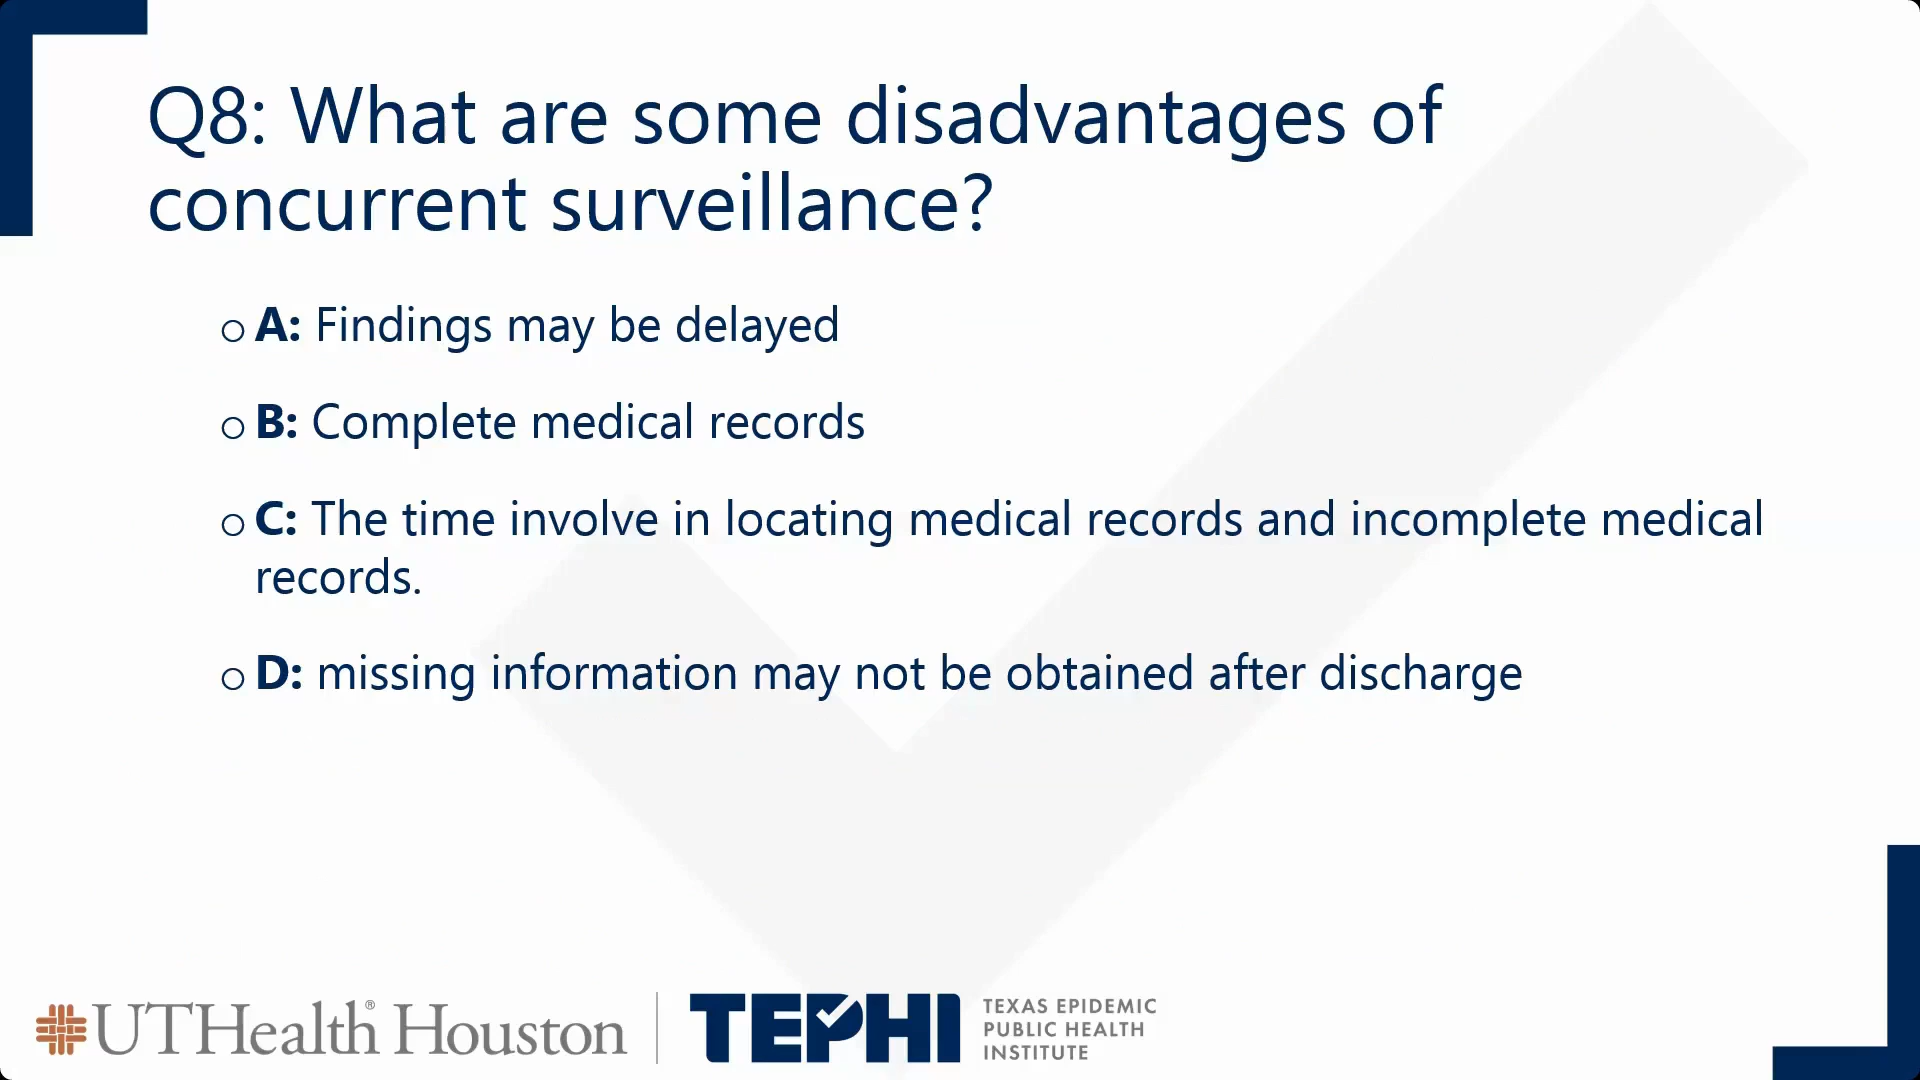 Q8: What are some disadvantages of
concurrent surveillance?
○ A: Findings may be delayed
○ B: Complete medical records
○ C: The time involve in locating medical records and incomplete medical
records.
○ D: missing information may not be obtained after discharge
UTHealth® Houston
TEPHI
TEXAS EPIDEMIC
PUBLIC HEALTH
INSTITUTE